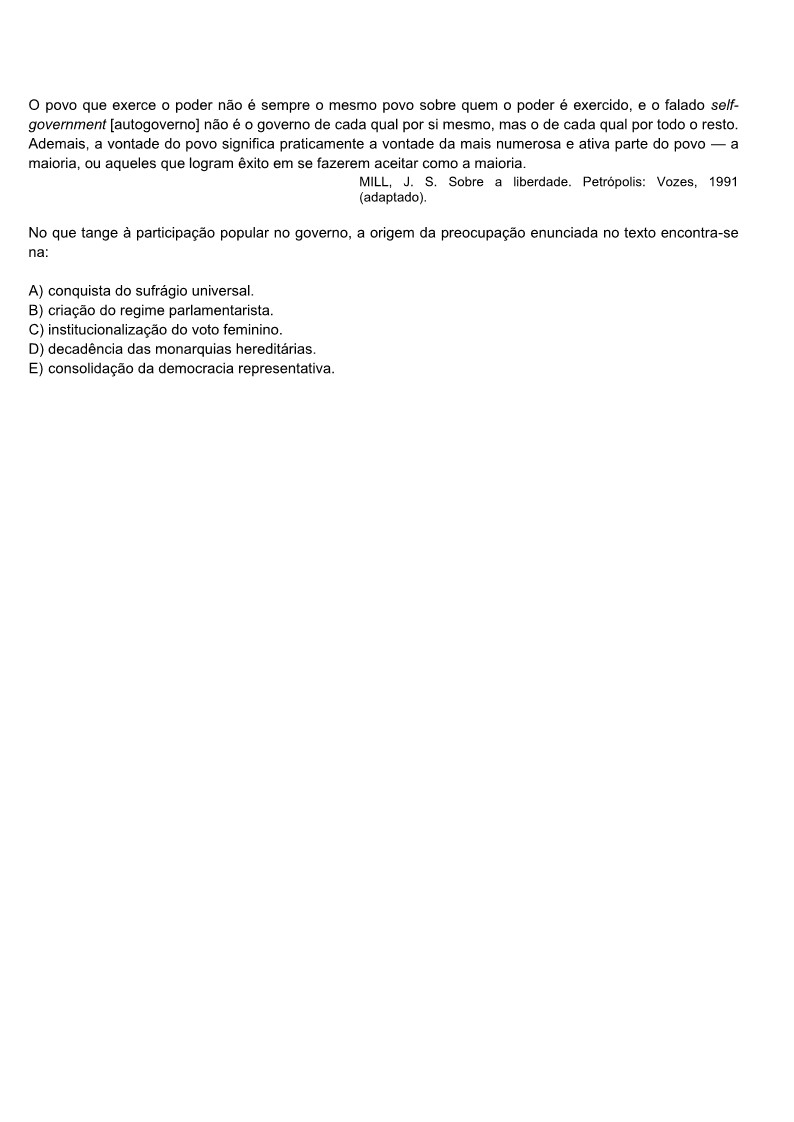 O povo que exerce o poder não é sempre o mesmo povo sobre quem o poder é exercido, e o falado self-
government [autogoverno] não é o governo de cada qual por si mesmo, mas o de cada qual por todo o resto.
Ademais, a vontade do povo significa praticamente a vontade da mais numerosa e ativa parte do povo — a
maioria, ou aqueles que logram êxito em se fazerem aceitar como a maioria.
MILL, J. S. Sobre a liberdade. Petrópolis: Vozes, 1991
(adaptado).
No que tange à participação popular no governo, a origem da preocupação enunciada no texto encontra-se
na:
A) conquista do sufrágio universal.
B) criação do regime parlamentarista.
C) institucionalização do voto feminino.
D) decadência das monarquias hereditárias.
E) consolidação da democracia representativa.